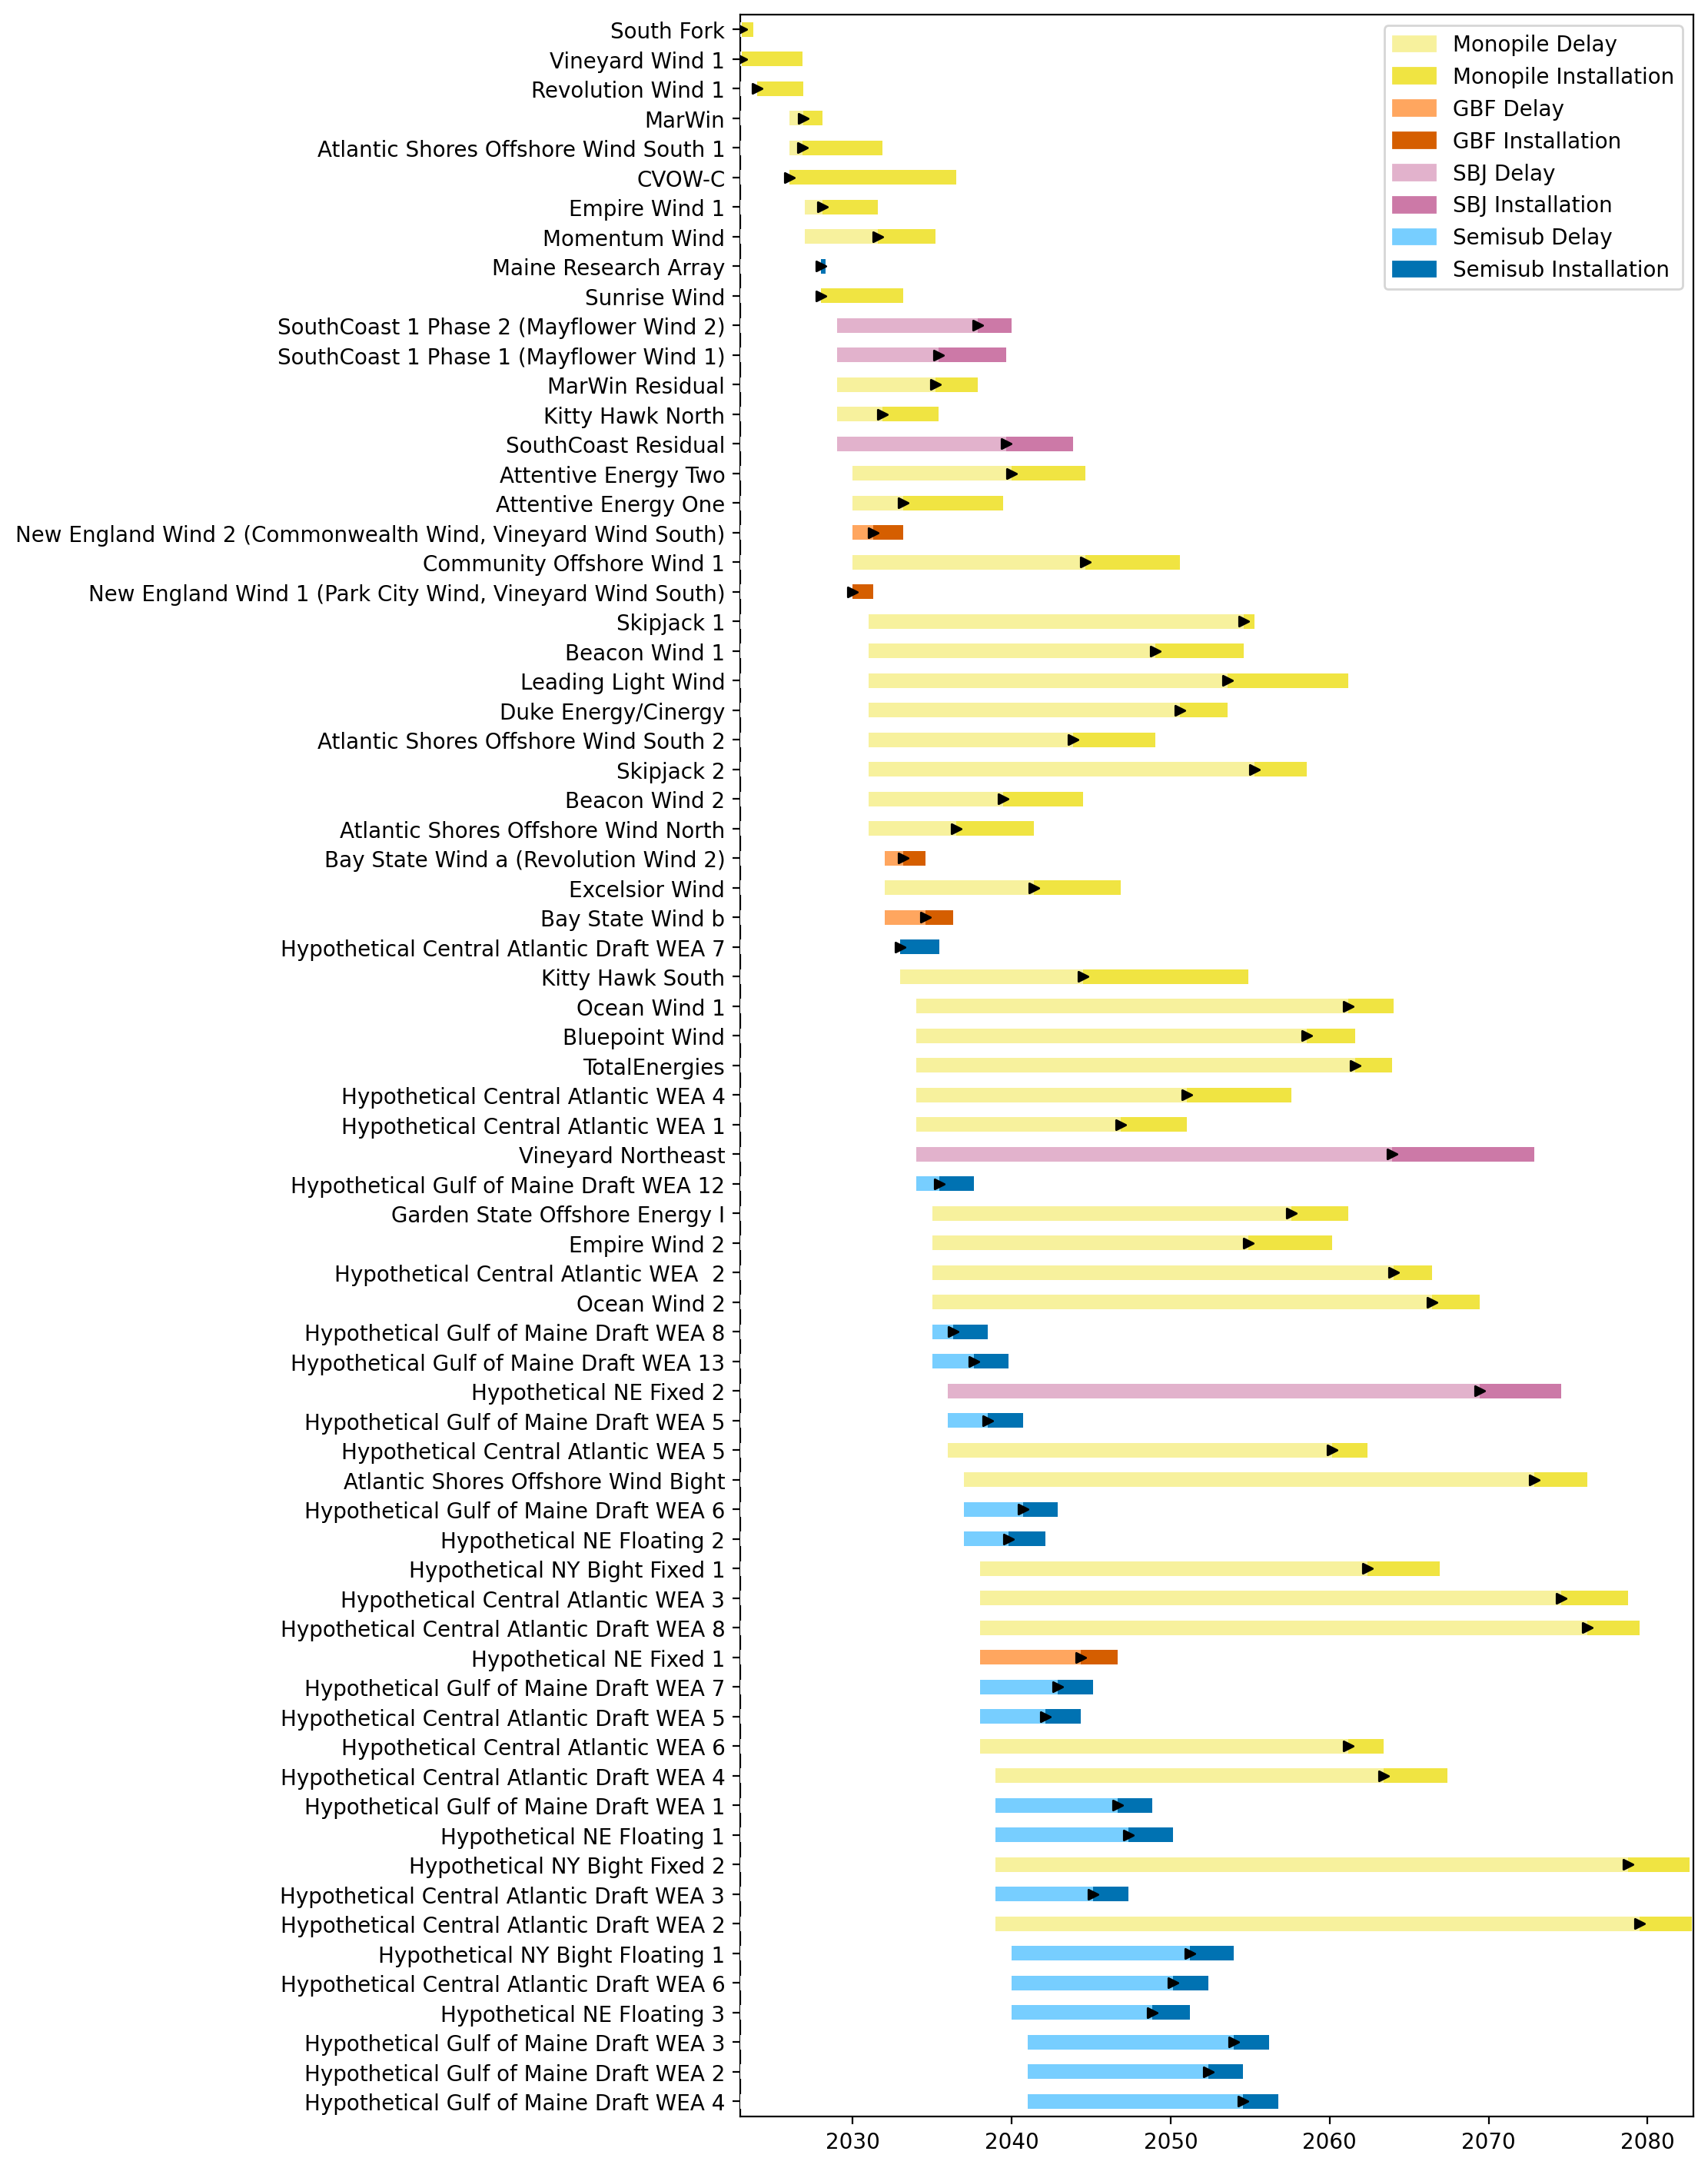 South Fork
Vineyard Wind 1
Revolution Wind 1
MarWin
Atlantic Shores Offshore Wind South 1
CVOW-C
Empire Wind 1
Momentum Wind
Maine Research Array
Sunrise Wind
SouthCoast 1 Phase 2 (Mayflower Wind 2)
SouthCoast 1 Phase 1 (Mayflower Wind 1)
MarWin Residual
Kitty Hawk North
SouthCoast Residual
Attentive Energy Two
Attentive Energy One
New England Wind 2 (Commonwealth Wind, Vineyard Wind South)
Community Offshore Wind 1
New England Wind 1 (Park City Wind, Vineyard Wind South)
Skipjack 1
Beacon Wind 1
Leading Light Wind
Duke Energy/Cinergy
Atlantic Shores Offshore Wind South 2
Skipjack 2
Beacon Wind 2
Atlantic Shores Offshore Wind North
Bay State Wind a (Revolution Wind 2)
Excelsior Wind
Bay State Wind b
Hypothetical Central Atlantic Draft WEA 7
Kitty Hawk South
Ocean Wind 1
Bluepoint Wind
TotalEnergies
Hypothetical Central Atlantic WEA 4
Hypothetical Central Atlantic WEA 1
Vineyard Northeast
Hypothetical Gulf of Maine Draft WEA 12
Garden State Offshore Energy I
Empire Wind 2
Hypothetical Central Atlantic WEA  2
Ocean Wind 2
Hypothetical Gulf of Maine Draft WEA 8
Hypothetical Gulf of Maine Draft WEA 13
Hypothetical NE Fixed 2
Hypothetical Gulf of Maine Draft WEA 5
Hypothetical Central Atlantic WEA 5
Atlantic Shores Offshore Wind Bight
Hypothetical Gulf of Maine Draft WEA 6
Hypothetical NE Floating 2
Hypothetical NY Bight Fixed 1
Hypothetical Central Atlantic WEA 3
Hypothetical Central Atlantic Draft WEA 8
Hypothetical NE Fixed 1
Hypothetical Gulf of Maine Draft WEA 7
Hypothetical Central Atlantic Draft WEA 5
Hypothetical Central Atlantic WEA 6
Hypothetical Central Atlantic Draft WEA 4
Hypothetical Gulf of Maine Draft WEA 1
Hypothetical NE Floating 1
Hypothetical NY Bight Fixed 2
Hypothetical Central Atlantic Draft WEA 3
Hypothetical Central Atlantic Draft WEA 2
Hypothetical NY Bight Floating 1
Hypothetical Central Atlantic Draft WEA 6
Hypothetical NE Floating 3
Hypothetical Gulf of Maine Draft WEA 3
Hypothetical Gulf of Maine Draft WEA 2
Hypothetical Gulf of Maine Draft WEA 4
Monopile Delay
Monopile Installation
GBF Delay
GBF Installation
SBJ Delay
SBJ Installation
Semisub Delay
Semisub Installation
2030 2040 2050 2060 2070 2080